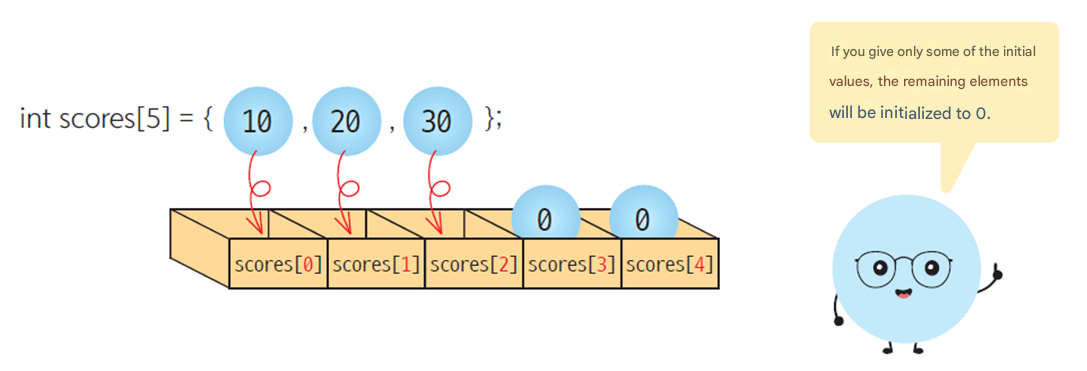 If you give only some of the initial
values, the remaining elements
will be initialized to 0.
int scores[5] = { 10 , 20 , 30 };
0 0
scores[0] scores[1] scores[2] scores[3] scores[4]